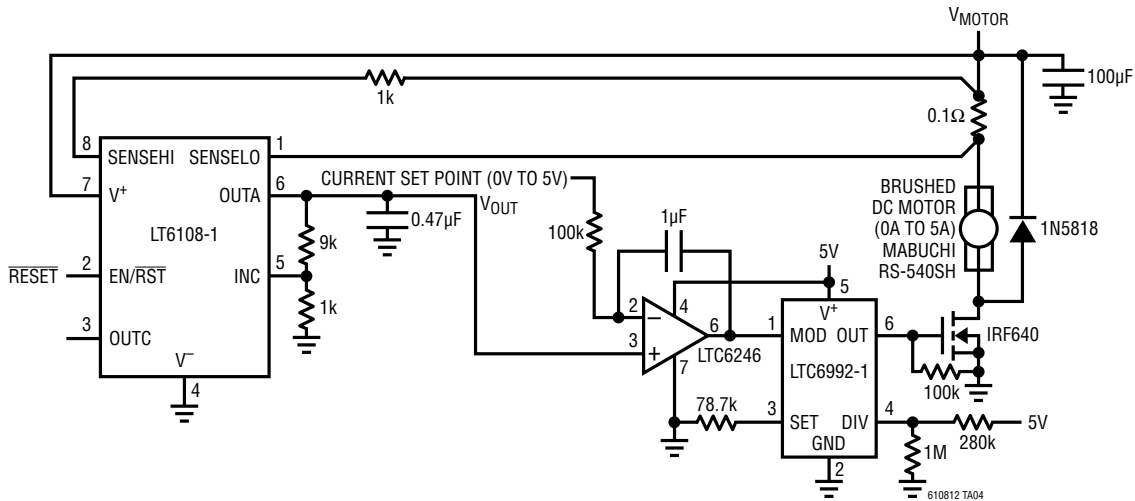 VMOTOR
100µF
1k
0.1Ω
8 SENSEHI SENSELO 1
7 V+ OUTA 6
CURRENT SET POINT (0V TO 5V)
VOUT
0.47µF
100k
1µF
BRUSHED
DC MOTOR
(0A TO 5A)
MABUCHI
RS-540SH
1N5818
LT6108-1
9k
RESET 2 EN/RST INC 5
1k
3 OUTC
V−
4
5V
5
V+
4
2 −
3 +
6
7
LTC6246
1 MOD OUT 6
LTC6992-1
IRF640
100k
78.7k
3 SET DIV 4
GND
2
1M
280k
5V
610812 TA04